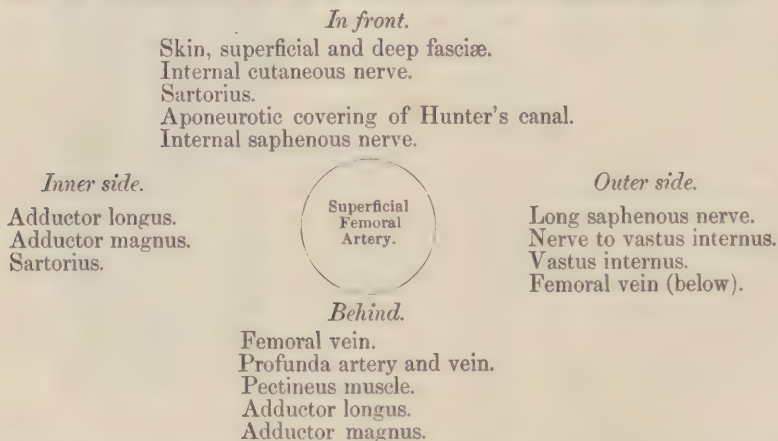 In front.
Skin, superficial and deep fasciæ.
Internal cutaneous nerve.
Sartorius.
Aponeurotic covering of Hunter's canal.
Internal saphenous nerve.
Inner side.
Adductor longus.
Adductor magnus.
Sartorius.
Superficial
Femoral
Artery.
Outer side.
Long saphenous nerve.
Nerve to vastus internus.
Vastus internus.
Femoral vein (below).
Behind.
Femoral vein.
Profunda artery and vein.
Pectineus muscle.
Adductor longus.
Adductor magnus.